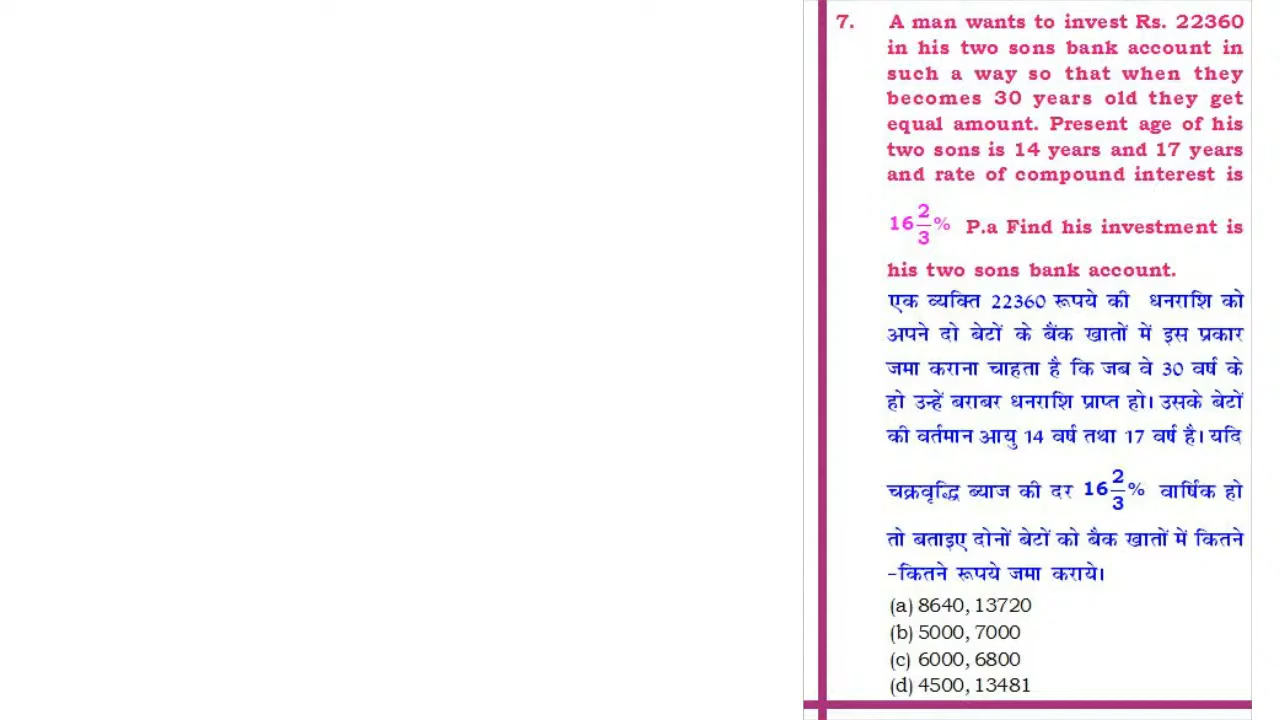 7. A man wants to invest Rs. 22360
in his two sons bank account in
such a way so that when they
becomes 30 years old they get
equal amount. Present age of his
two sons is 14 years and 17 years
and rate of compound interest is
16 2/3 % P.a Find his investment is
his two sons bank account.
एक व्यक्ति 22360 रूपये की धनराशि को
अपने दो बेटों के बैंक खातों में इस प्रकार
जमा कराना चाहता है कि जब वे 30 वर्ष के
हो उन्हें बराबर धनराशि प्राप्त हो। उसके बेटों
की वर्तमान आयु 14 वर्ष तथा 17 वर्ष है। यदि
चक्रवृद्धि ब्याज की दर 16 2/3 % वार्षिक हो
तो बताइए दोनों बेटों को बैक खातों में कितने
-कितने रूपये जमा कराये।
(a) 8640, 13720
(b) 5000, 7000
(c) 6000, 6800
(d) 4500, 13481